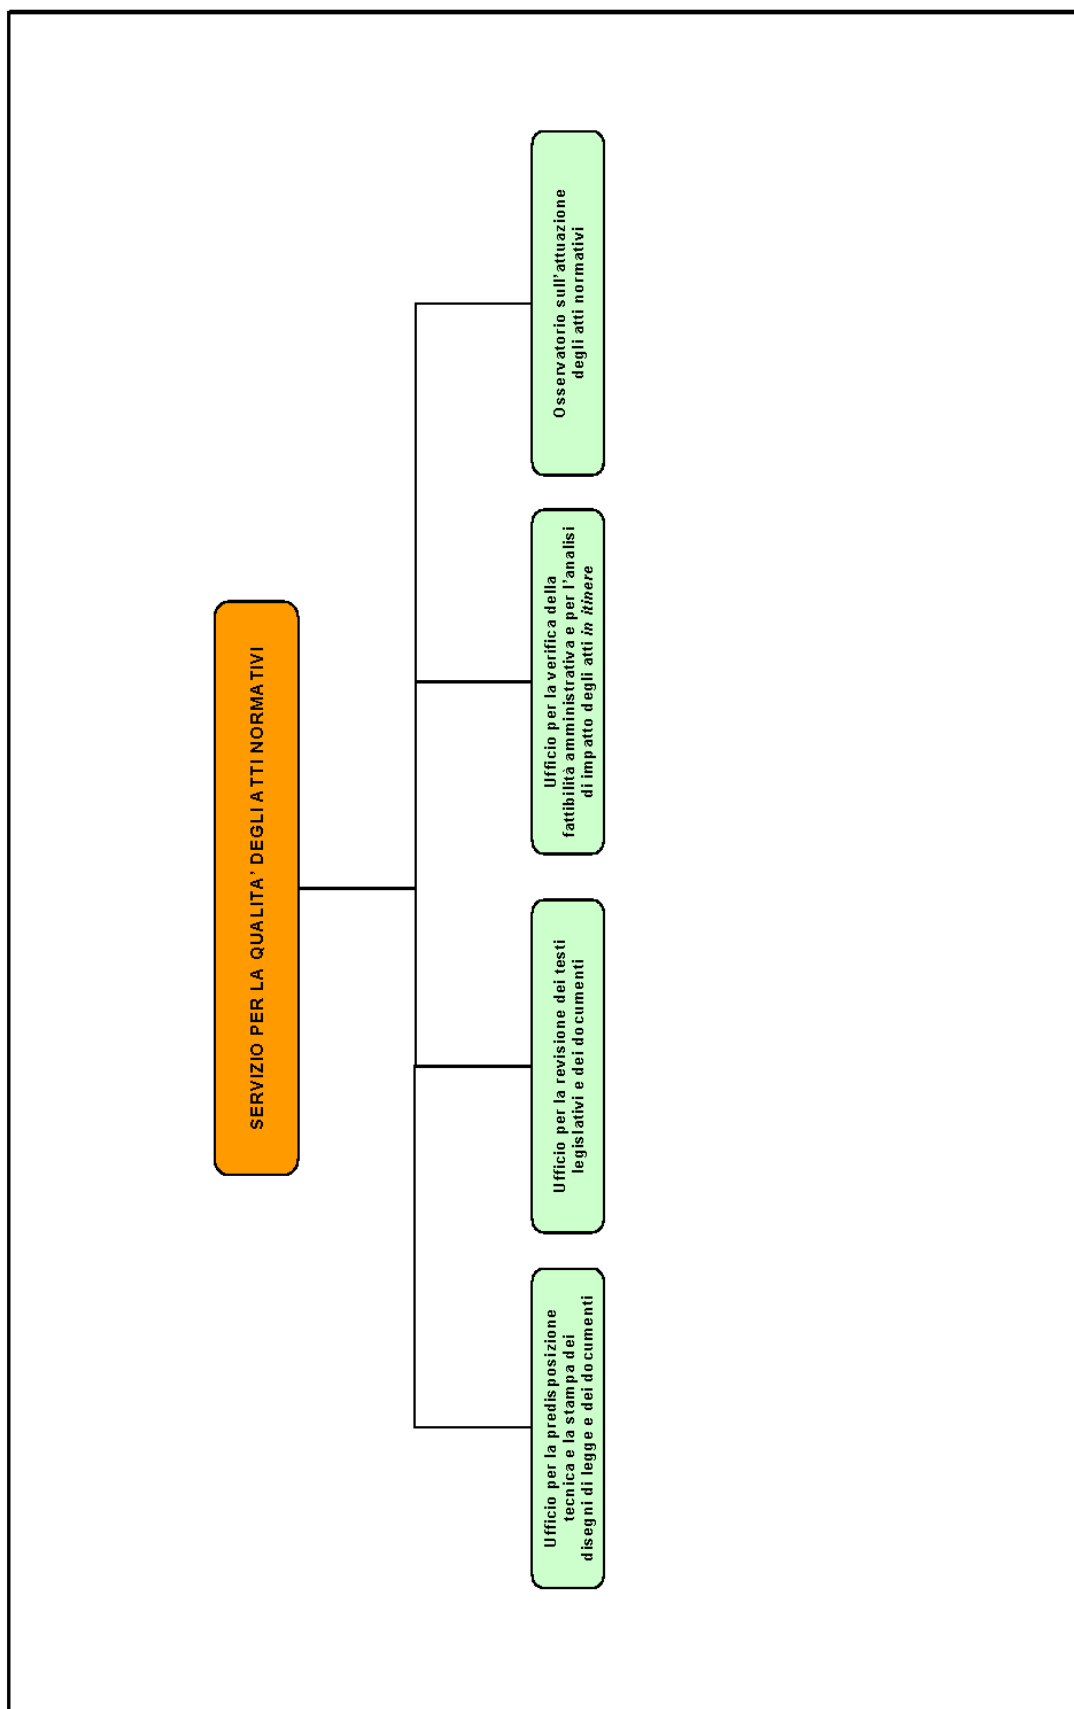 SERVIZIO PER LA QUALITA' DEGLI ATTI NORMATIVI
Ufficio per la predisposizione
tecnica e la stampa dei
disegni di legge e dei documenti
Ufficio per la revisione dei testi
legislativi e dei documenti
Ufficio per la verifica della
fattibilità amministrativa e per l'analisi
di impatto degli atti in itinere
Osservatorio sull'attuazione
degli atti normativi